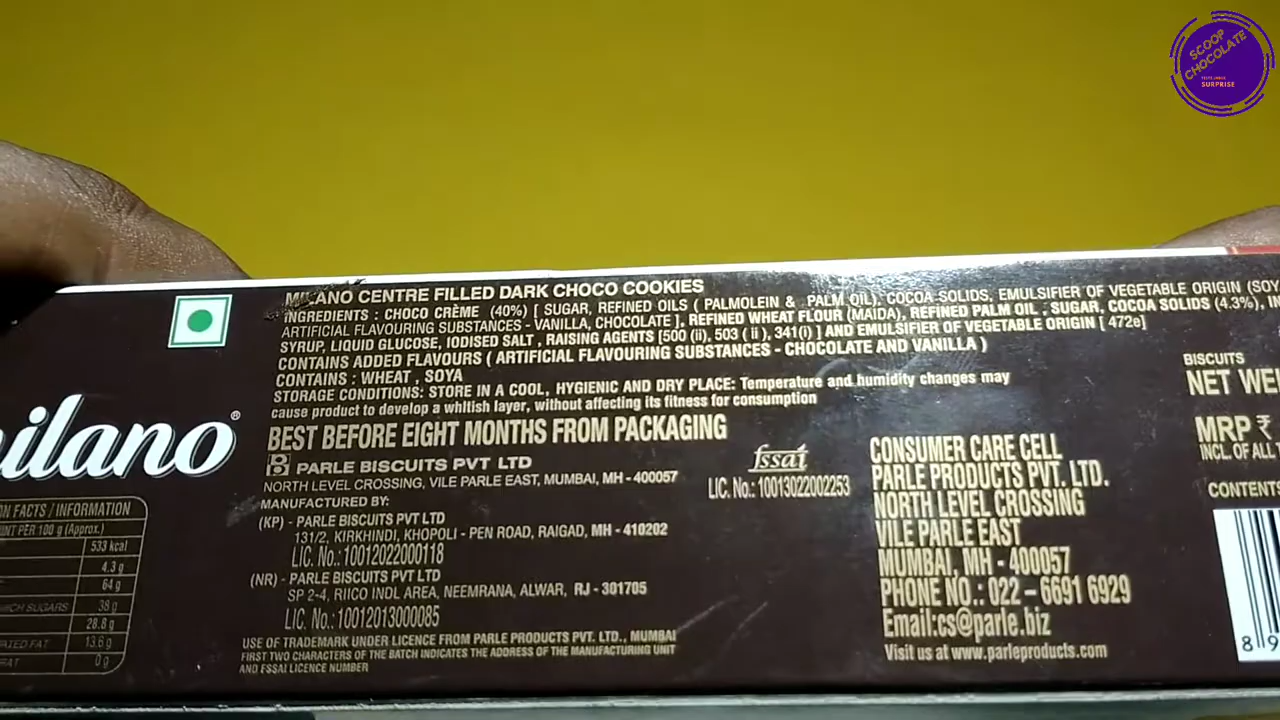 SCOOP
CHOCOLATE
SURPRISE
MILANO CENTRE FILLED DARK CHOCO COOKIES
INGREDIENTS : CHOCO CRÈME (40%) [ SUGAR, REFINED OILS ( PALMOLEIN & PALM OIL), COCOA SOLIDS, EMULSIFIER OF VEGETABLE ORIGIN (SOY
ARTIFICIAL FLAVOURING SUBSTANCES - VANILLA, CHOCOLATE ], REFINED WHEAT FLOUR (MAIDA), REFINED PALM OIL , SUGAR, COCOA SOLIDS (4.3%), IN
SYRUP, LIQUID GLUCOSE, IODISED SALT , RAISING AGENTS [500 (ii), 503 ( ii ), 341(i) ] AND EMULSIFIER OF VEGETABLE ORIGIN [ 472e]
CONTAINS ADDED FLAVOURS ( ARTIFICIAL FLAVOURING SUBSTANCES - CHOCOLATE AND VANILLA )
CONTAINS : WHEAT , SOYA
STORAGE CONDITIONS: STORE IN A COOL, HYGIENIC AND DRY PLACE: Temperature and humidity changes may
cause product to develop a whitish layer, without affecting its fitness for consumption
BEST BEFORE EIGHT MONTHS FROM PACKAGING
B PARLE BISCUITS PVT LTD
NORTH LEVEL CROSSING, VILE PARLE EAST, MUMBAI, MH - 400057
MANUFACTURED BY:
(KP) - PARLE BISCUITS PVT LTD
131/2, KIRKHINDI, KHOPOLI - PEN ROAD, RAIGAD, MH - 410202
LIC. No.: 10012022000118
(NR) - PARLE BISCUITS PVT LTD
SP 2-4, RIICO INDL AREA, NEEMRANA, ALWAR, RJ - 301705
LIC. No.: 10012013000085
USE OF TRADEMARK UNDER LICENCE FROM PARLE PRODUCTS PVT. LTD., MUMBAI
FIRST TWO CHARACTERS OF THE BATCH INDICATES THE ADDRESS OF THE MANUFACTURING UNIT
AND FSSAI LICENCE NUMBER
fssai
LIC. No.: 10013022002253
CONSUMER CARE CELL
PARLE PRODUCTS PVT. LTD.
NORTH LEVEL CROSSING
VILE PARLE EAST
MUMBAI, MH - 400057
PHONE NO.: 022 – 6691 6929
Email:cs@parle.biz
Visit us at www.parleproducts.com
BISCUITS
NET WEI
MRP ₹
INCL. OF ALL
CONTENTS
8 9
ilano®
ON FACTS / INFORMATION
UNT PER 100 g (Approx.)
533 kcal
4.3 g
64 g
HICH SUGARS 38 g
28.8 g
RATED FAT 13.6 g
FAT 0 g